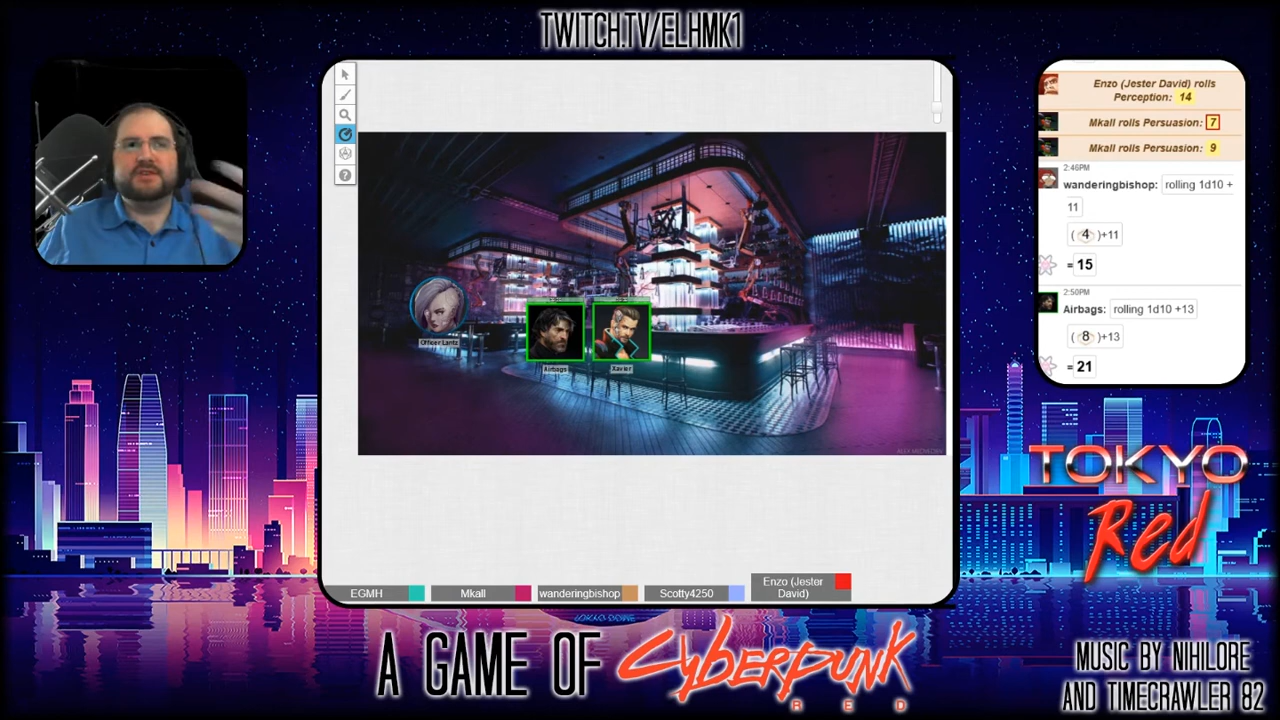 TWITCH.TV/ELHMK1
Enzo (Jester David) rolls
Perception: 14
Mkall rolls Persuasion: 7
Mkall rolls Persuasion: 9
2:46PM
wanderingbishop: rolling 1d10 +
11
( 4 )+11
= 15
2:50PM
Airbags: rolling 1d10 +13
( 8 )+13
= 21
Officer Lantz
Airbags
Xavier
TOKYO
Red
EGMH
Mkall
wanderingbishop
Scotty4250
Enzo (Jester
David)
A GAME OF Cyberpunk
RED
MUSIC BY NIHILORE
AND TIMECRAWLER 82